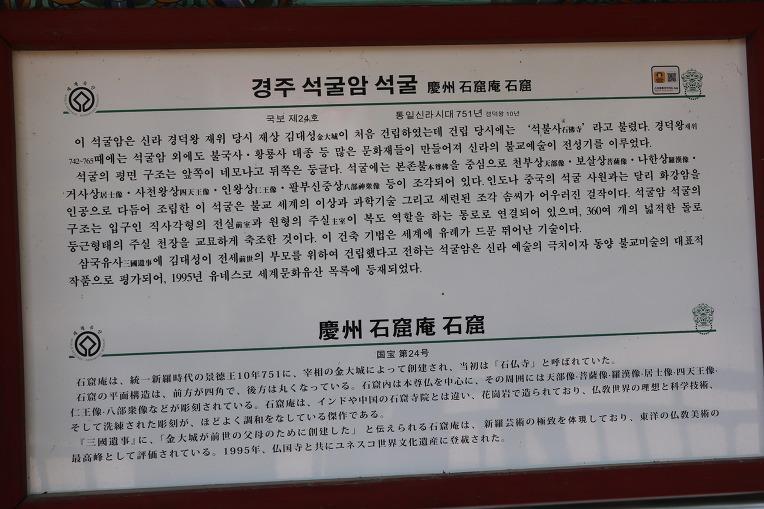 경주 석굴암 석굴 慶州 石窟庵 石窟
국보 제24호 통일신라시대 751년 경덕왕 10년
이 석굴암은 신라 경덕왕 재위 당시 재상 김대성金大城이 처음 건립하였는데 건립 당시에는 ‘석불사石佛寺’라고 불렸다. 경덕왕재위
742~765때에는 석굴암 외에도 불국사·황룡사 대종 등 많은 문화재들이 만들어져 신라의 불교예술이 전성기를 이루었다.
석굴의 평면 구조는 앞쪽이 네모나고 뒤쪽은 둥글다. 석굴에는 본존불本尊佛을 중심으로 천부상天部像·보살상菩薩像·나한상羅漢像·
거사상居士像·사천왕상四天王像·인왕상仁王像·팔부신중상八部神衆像 등이 조각되어 있다. 인도나 중국의 석굴 사원과는 달리 화강암을
인공으로 다듬어 조립한 이 석굴은 불교 세계의 이상과 과학기술 그리고 세련된 조각 솜씨가 어우러진 걸작이다. 석굴암 석굴의
구조는 입구인 직사각형의 전실前室과 원형의 주실主室이 복도 역할을 하는 통로로 연결되어 있으며, 360여 개의 넓적한 돌로
둥근형태의 주실 천장을 교묘하게 축조한 것이다. 이 건축 기법은 세계에 유례가 드문 뛰어난 기술이다.
삼국유사三國遺事에 김대성이 전세前世의 부모를 위하여 건립했다고 전하는 석굴암은 신라 예술의 극치이자 동양 불교미술의 대표적
작품으로 평가되어, 1995년 유네스코 세계문화유산 목록에 등재되었다.
慶州 石窟庵 石窟
国宝 第24号
石窟庵は、統一新羅時代の景徳王10年751に、宰相の金大城によって創建され、当初は「石仏寺」と呼ばれていた。
石窟の平面構造は、前方が四角で、後方は丸くなっている。石窟内は本尊仏を中心に、その周囲には天部像·菩薩像·羅漢像·居士像·四天王像·
仁王像·八部衆像などが彫刻されている。石窟庵は、インドや中国の石窟寺院とは違い、花崗岩で造られており、仏教世界の理想と科学技術、
そして洗練された彫刻が、ほどよく調和をなしている傑作である。
『三國遺事』に、「金大城が前世の父母のために創建した」と伝えられる石窟庵は、新羅芸術の極致を体現しており、東洋の仏教美術の
最高峰として評価されている。1995年、仏国寺と共にユネスコ世界文化遺産に登載された。